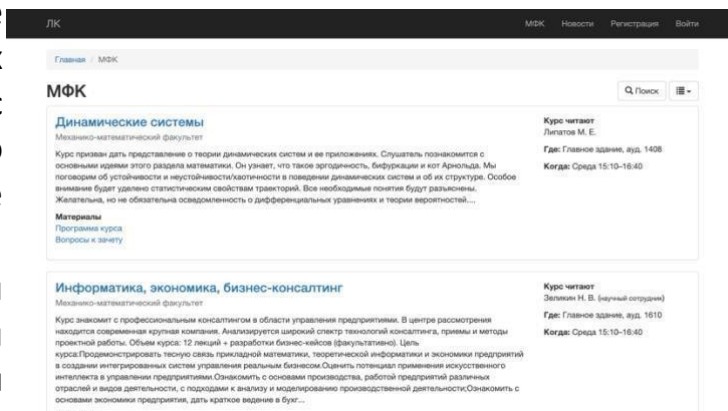 ЛК
МФК Новости Регистрация Войти
Главная / МФК
МФК
Поиск
Динамические системы
Механико-математический факультет
Курс призван дать представление о теории динамических систем и ее приложениях. Слушатель познакомится с
основными идеями этого раздела математики. Он узнает, что такое эргодичность, бифуркации и кот Арнольда. Мы
поговорим об устойчивости и неустойчивости/хаотичности в поведении динамических систем и об их структуре. Особое
внимание будет уделено статистическим свойствам траекторий. Все необходимые понятия будут разъяснены.
Желательна, но не обязательна осведомленность о дифференциальных уравнениях и теории вероятностей....
Материалы
Программа курса
Вопросы к зачету
Курс читают
Липатов М. Е.
Где: Главное здание, ауд. 1408
Когда: Среда 15:10–16:40
Информатика, экономика, бизнес-консалтинг
Механико-математический факультет
Курс знакомит с профессиональным консалтингом в области управления предприятиями. В центре рассмотрения
находится современная крупная компания. Анализируется широкий спектр технологий консалтинга, приемы и методы
проектной работы. Объем курса: 12 лекций + разработки бизнес-кейсов (факультативно). Цель
курса:Продемонстрировать тесную связь прикладной математики, теоретической информатики и экономики предприятий
в создании интегрированных систем управления реальным бизнесом.Оценить потенциал применения искусственного
интеллекта в управлении предприятиями.Ознакомить с основами производства, работой предприятий различных
отраслей и видов деятельности, с подходами к анализу и моделированию производственной деятельности;Ознакомить с
основами экономики предприятия, дать краткое ведение в бухг...
Курс читают
Зеликин Н. В. (научный сотрудник)
Где: Главное здание, ауд. 1610
Когда: Среда 15:10–16:40